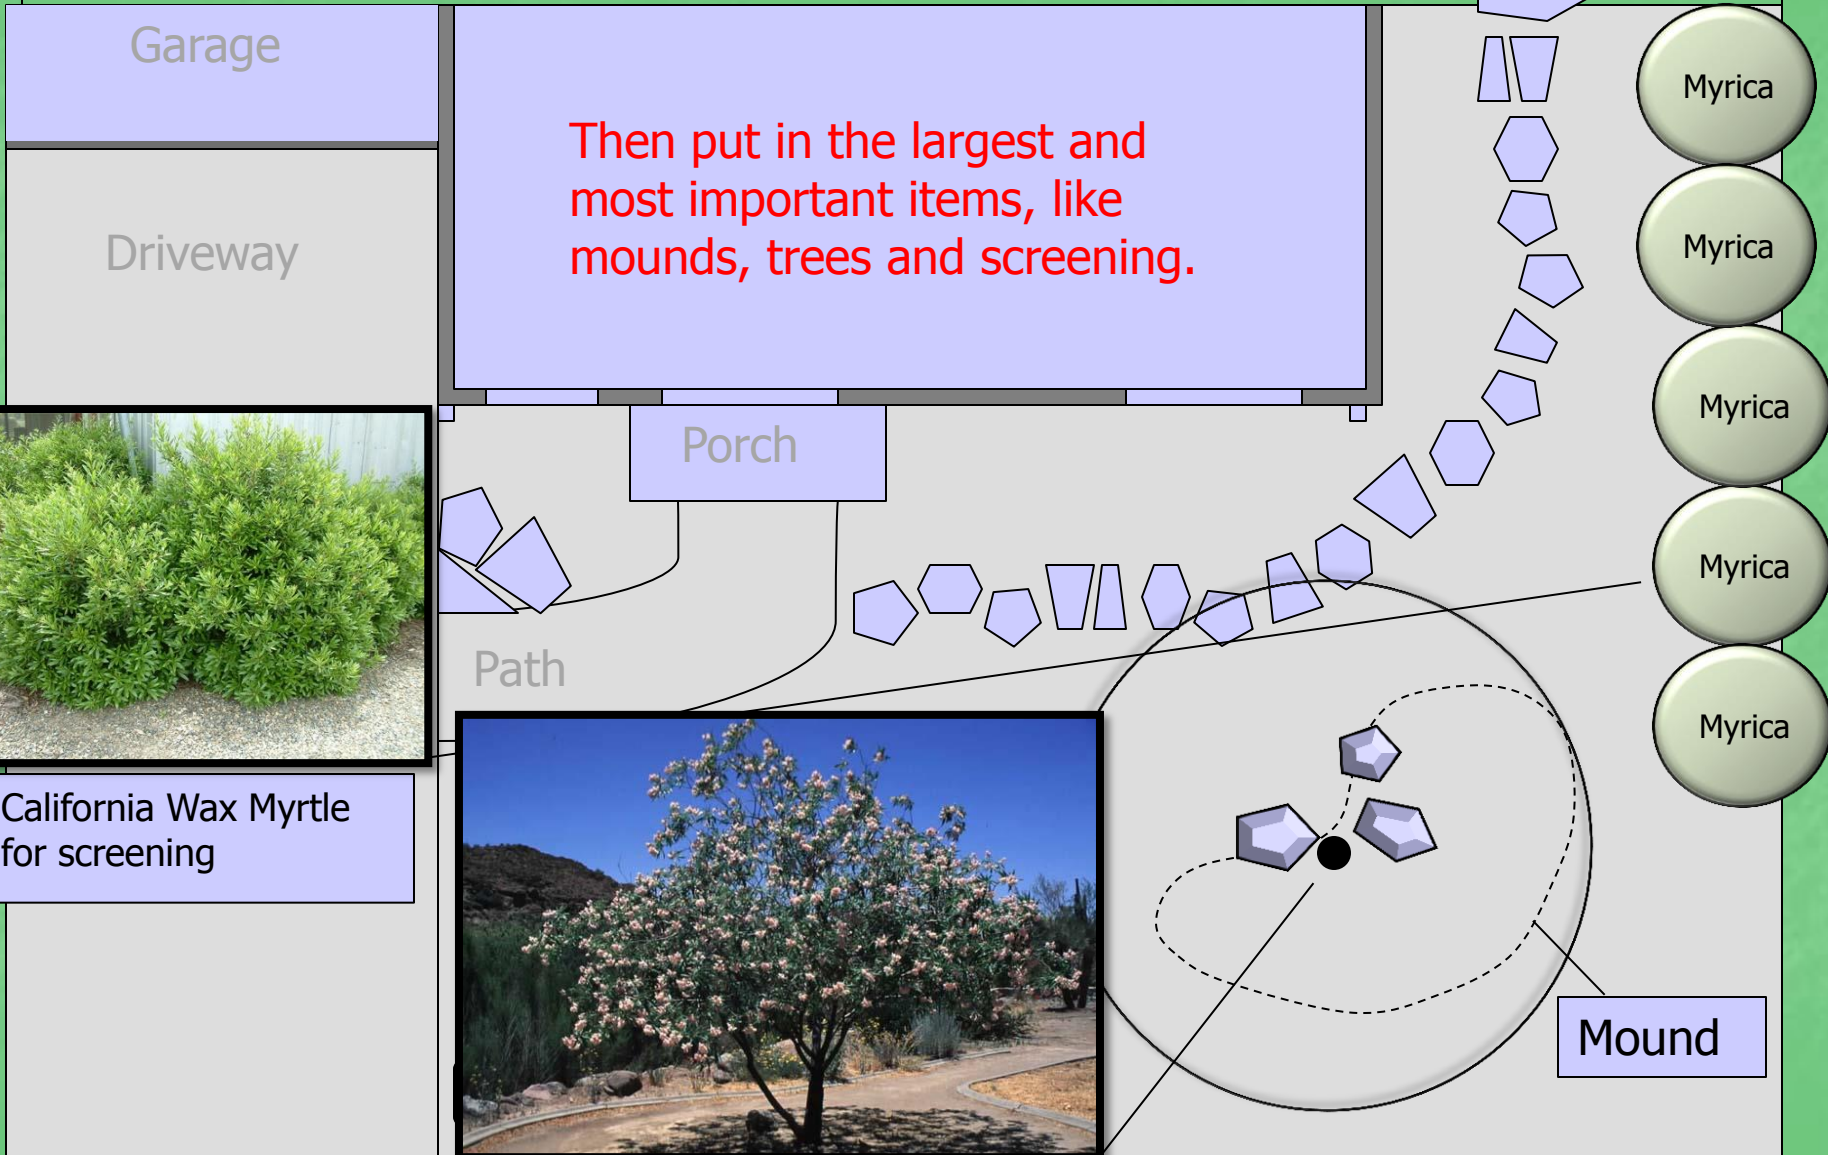 Garage
Then put in the largest and
most important items, like
mounds, trees and screening.
Driveway
Myrica
Myrica
Myrica
Myrica
Myrica
Porch
Path
California Wax Myrtle
for screening
Mound